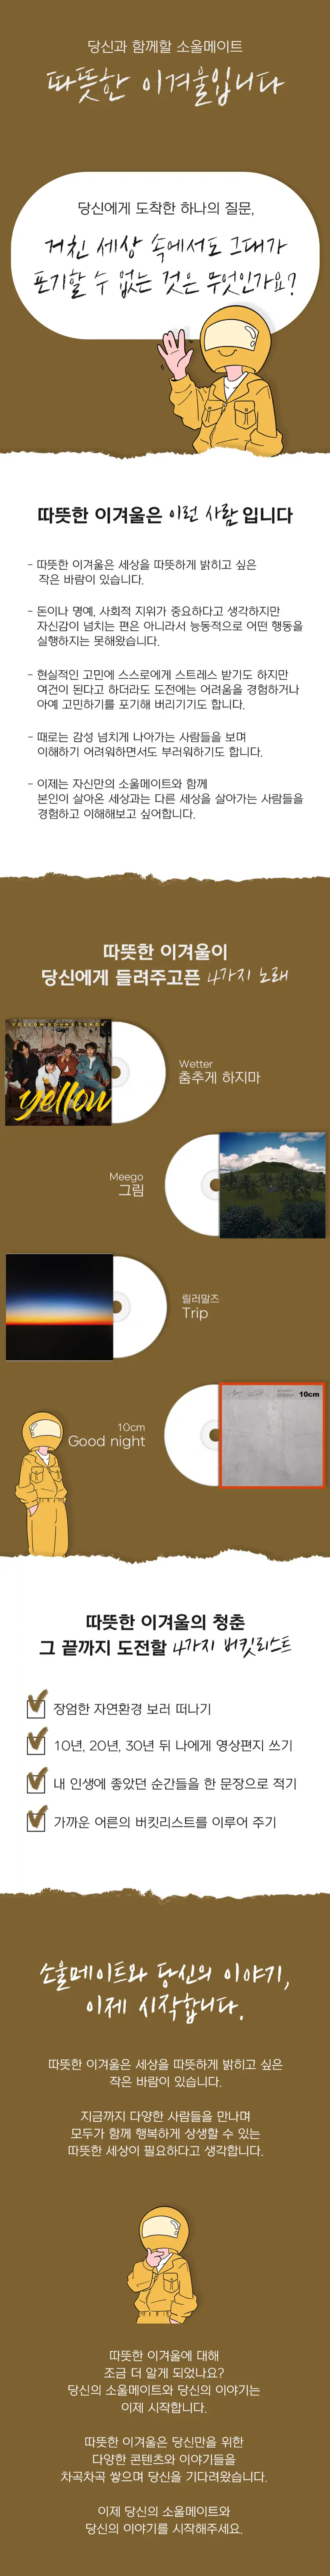 당신과 함께할 소울메이트
따뜻한 이겨울입니다
당신에게 도착한 하나의 질문,
거친 세상 속에서도 그대가
포기할 수 없는 것은 무엇인가요?
따뜻한 이겨울은 이런 사람 입니다
- 따뜻한 이겨울은 세상을 따뜻하게 밝히고 싶은
작은 바람이 있습니다.
- 돈이나 명예, 사회적 지위가 중요하다고 생각하지만
자신감이 넘치는 편은 아니라서 능동적으로 어떤 행동을
실행하지는 못해왔습니다.
- 현실적인 고민에 스스로에게 스트레스 받기도 하지만
여건이 된다고 하더라도 도전에는 어려움을 경험하거나
아예 고민하기를 포기해 버리기기도 합니다.
- 때로는 감성 넘치게 나아가는 사람들을 보며
이해하기 어려워하면서도 부러워하기도 합니다.
- 이제는 자신만의 소울메이트와 함께
본인이 살아온 세상과는 다른 세상을 살아가는 사람들을
경험하고 이해해보고 싶어합니다.
따뜻한 이겨울이
당신에게 들려주고픈 4가지 노래
YELLOW SOUND TRACK
yellow
Wetter
춤추게 하지마
Meego
그림
릴러말즈
Trip
10cm
10cm
Good night
따뜻한 이겨울의 청춘
그 끝까지 도전할 4가지 버킷리스트
장엄한 자연환경 보러 떠나기
10년, 20년, 30년 뒤 나에게 영상편지 쓰기
내 인생에 좋았던 순간들을 한 문장으로 적기
가까운 어른의 버킷리스트를 이루어 주기
소울메이트와 당신의 이야기,
이제 시작합니다.
따뜻한 이겨울은 세상을 따뜻하게 밝히고 싶은
작은 바람이 있습니다.
지금까지 다양한 사람들을 만나며
모두가 함께 행복하게 상생할 수 있는
따뜻한 세상이 필요하다고 생각합니다.
따뜻한 이겨울에 대해
조금 더 알게 되었나요?
당신의 소울메이트와 당신의 이야기는
이제 시작합니다.
따뜻한 이겨울은 당신만을 위한
다양한 콘텐츠와 이야기들을
차곡차곡 쌓으며 당신을 기다려왔습니다.
이제 당신의 소울메이트와
당신의 이야기를 시작해주세요.